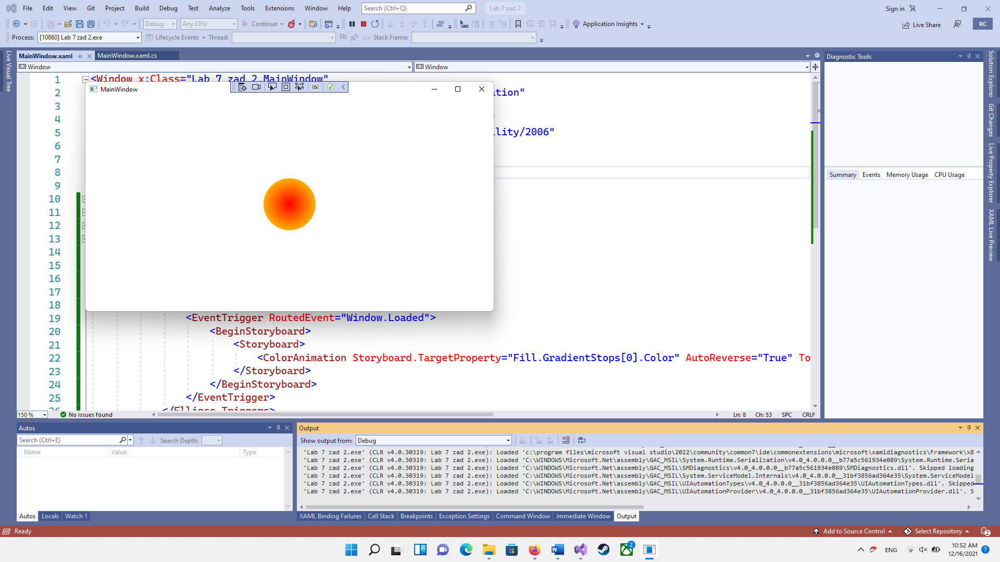 File Edit View Git Project Build Debug Test Analyze Tools Extensions Window Help Search (Ctrl+Q) Lab 7 zad 2 Sign in
Debug Any CPU Continue Application Insights Live Share RC
Process: [10860] Lab 7 zad 2.exe Lifecycle Events Thread: Stack Frame:
MainWindow.xaml MainWindow.xaml.cs
Window Window
Live Visual Tree
1 <Window x:Class="Lab_7_zad_2.MainWindow"
MainWindow
2 ation"
3
4
5 lity/2006"
6
7
8
9
10
11
12
13
14
15
16
17
18
19 <EventTrigger RoutedEvent="Window.Loaded">
20 <BeginStoryboard>
21 <Storyboard>
22 <ColorAnimation Storyboard.TargetProperty="Fill.GradientStops[0].Color" AutoReverse="True" To
23 </Storyboard>
24 </BeginStoryboard>
25 </EventTrigger>
26 </Ellipse.Triggers>
150 % No issues found Ln: 8 Ch: 53 SPC CRLF
Diagnostic Tools
Summary Events Memory Usage CPU Usage
Solution Explorer
Git Changes
Live Property Explorer
XAML Live Preview
Autos
Search (Ctrl+E) Search Depth:
Name Value Type
Autos Locals Watch 1
Output
Show output from: Debug
'Lab 7 zad 2.exe' (CLR v4.0.30319: Lab 7 zad 2.exe): Loaded 'c:\program files\microsoft visual studio\2022\community\common7\ide\commonextensions\microsoft\xamldiagnostics\Framework\x8
'Lab 7 zad 2.exe' (CLR v4.0.30319: Lab 7 zad 2.exe): Loaded 'C:\WINDOWS\Microsoft.Net\assembly\GAC_MSIL\System.Runtime.Serialization\v4.0_4.0.0.0__b77a5c561934e089\System.Runtime.Seria
'Lab 7 zad 2.exe' (CLR v4.0.30319: Lab 7 zad 2.exe): Loaded 'C:\WINDOWS\Microsoft.Net\assembly\GAC_MSIL\SMDiagnostics\v4.0_4.0.0.0__b77a5c561934e089\SMDiagnostics.dll'. Skipped loading
'Lab 7 zad 2.exe' (CLR v4.0.30319: Lab 7 zad 2.exe): Loaded 'C:\WINDOWS\Microsoft.Net\assembly\GAC_MSIL\System.ServiceModel.Internals\v4.0_4.0.0.0__31bf3856ad364e35\System.ServiceModel
'Lab 7 zad 2.exe' (CLR v4.0.30319: Lab 7 zad 2.exe): Loaded 'C:\WINDOWS\Microsoft.Net\assembly\GAC_MSIL\UIAutomationTypes\v4.0_4.0.0.0__31bf3856ad364e35\UIAutomationTypes.dll'. Skipped
'Lab 7 zad 2.exe' (CLR v4.0.30319: Lab 7 zad 2.exe): Loaded 'C:\WINDOWS\Microsoft.Net\assembly\GAC_MSIL\UIAutomationProvider\v4.0_4.0.0.0__31bf3856ad364e35\UIAutomationProvider.dll'. S
XAML Binding Failures Call Stack Breakpoints Exception Settings Command Window Immediate Window Output
Ready Add to Source Control Select Repository 2
2 ENG 10:52 AM 7
12/16/2021